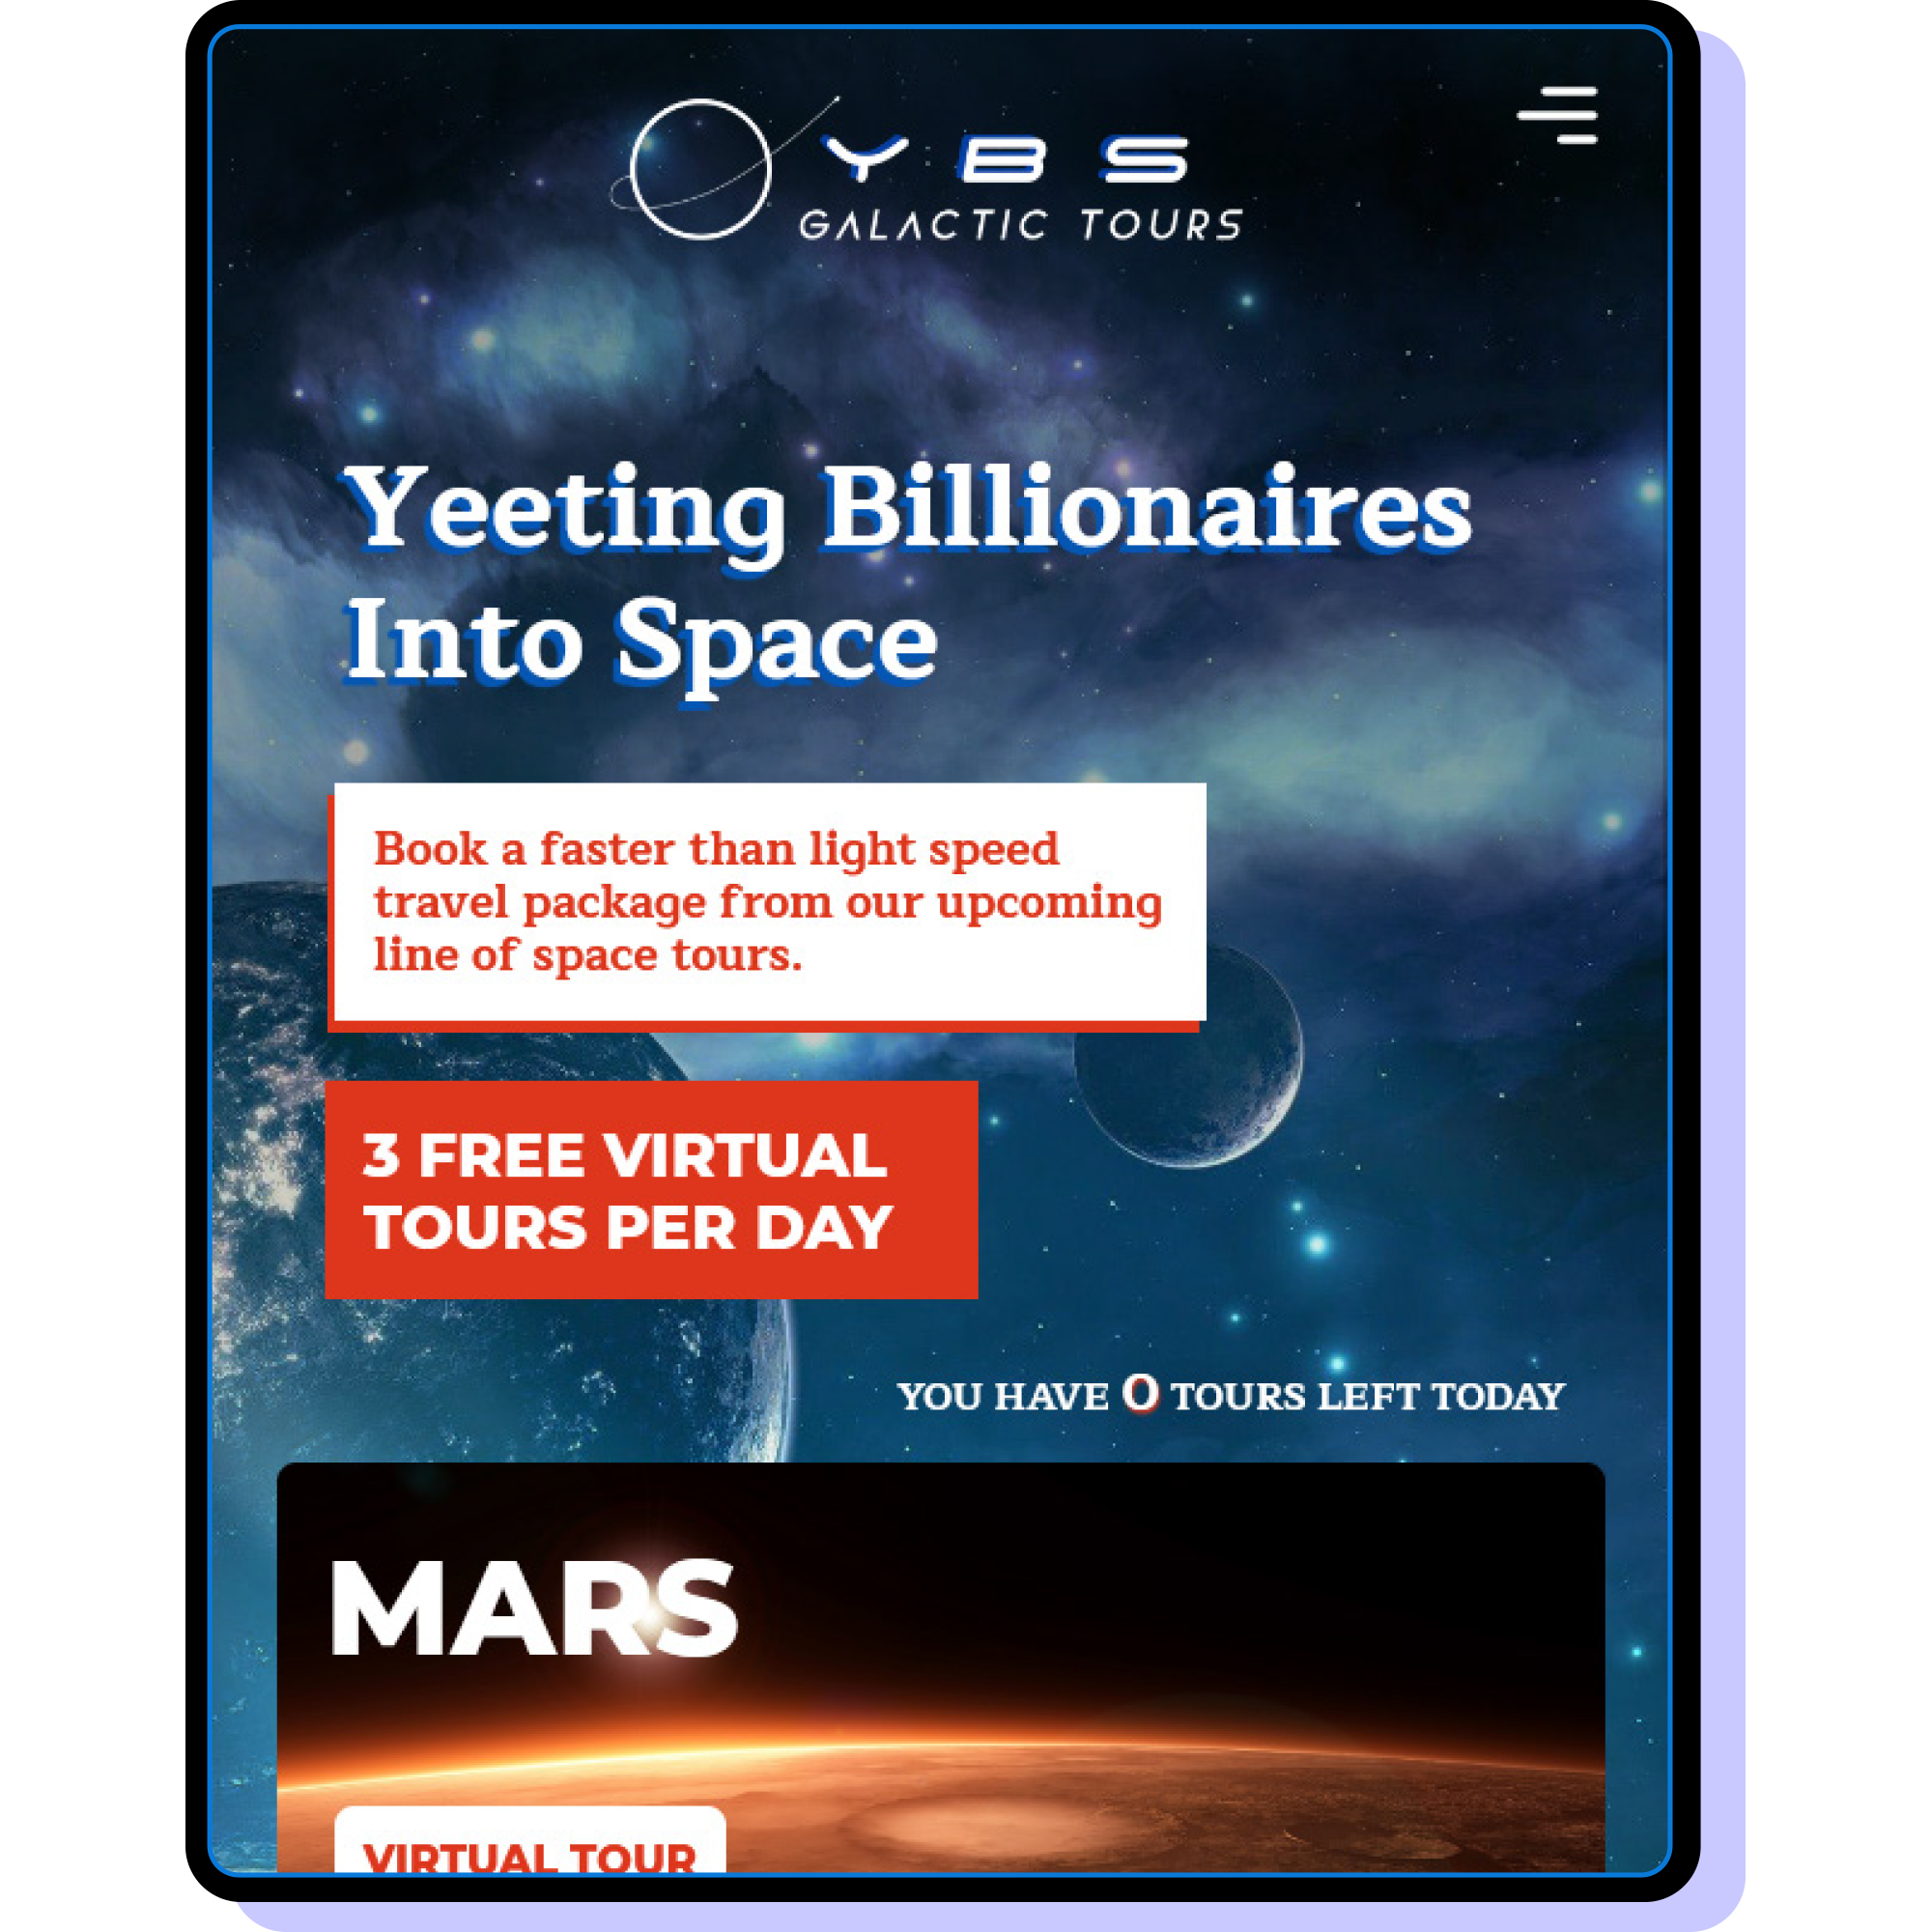 YBS
GALACTIC TOURS
Yeeting Billionaires
Into Space
Book a faster than light speed
travel package from our upcoming
line of space tours.
3 FREE VIRTUAL
TOURS PER DAY
YOU HAVE 0 TOURS LEFT TODAY
MARS
VIRTUAL TOUR